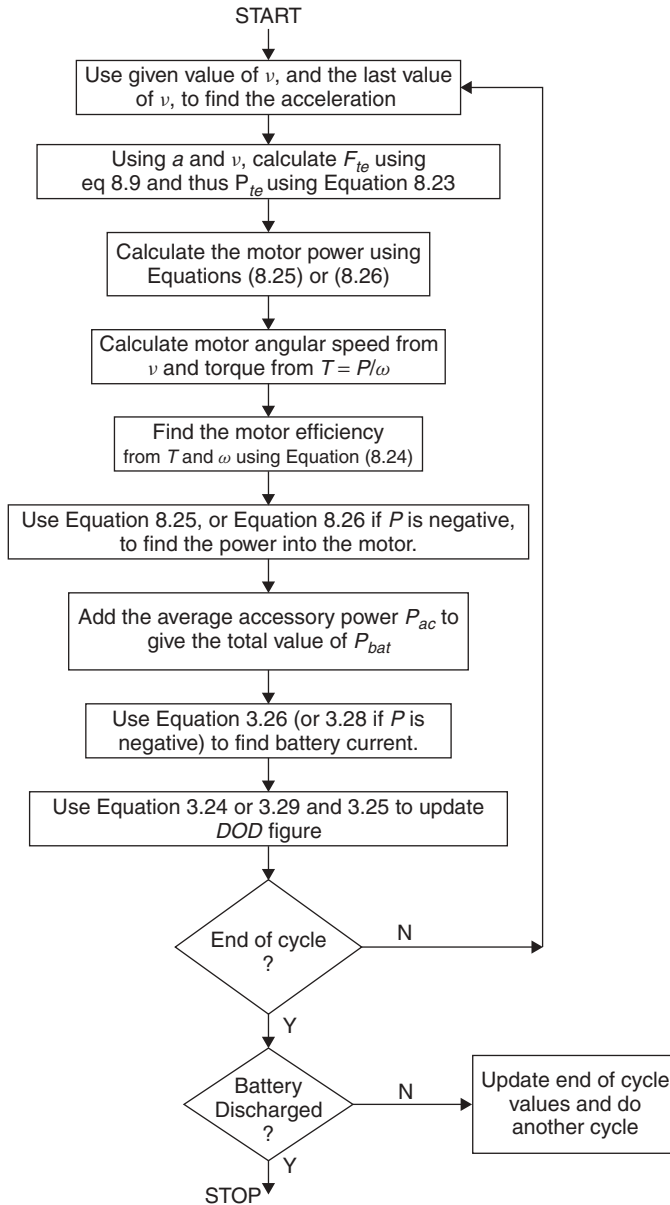 START
Use given value of ν, and the last value
of ν, to find the acceleration
Using a and ν, calculate Fte using
eq 8.9 and thus Pte using Equation 8.23
Calculate the motor power using
Equations (8.25) or (8.26)
Calculate motor angular speed from
ν and torque from T = P/ω
Find the motor efficiency
from T and ω using Equation (8.24)
Use Equation 8.25, or Equation 8.26 if P is negative,
to find the power into the motor.
Add the average accessory power Pac to
give the total value of Pbat
Use Equation 3.26 (or 3.28 if P is
negative) to find battery current.
Use Equation 3.24 or 3.29 and 3.25 to update
DOD figure
End of cycle
?
N
Y
Battery
Discharged
?
N
Update end of cycle
values and do
another cycle
Y
STOP